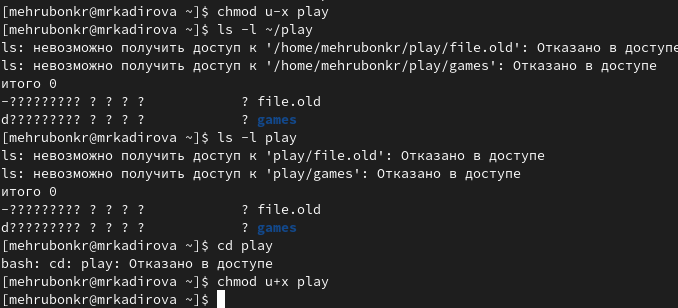 [mehrubonkr@mrkadirova ~]$ chmod u-x play
[mehrubonkr@mrkadirova ~]$ ls -l ~/play
ls: невозможно получить доступ к '/home/mehrubonkr/play/file.old': Отказано в доступе
ls: невозможно получить доступ к '/home/mehrubonkr/play/games': Отказано в доступе
итого 0
-????????? ? ? ? ?            ? file.old
d????????? ? ? ? ?            ? games
[mehrubonkr@mrkadirova ~]$ ls -l play
ls: невозможно получить доступ к 'play/file.old': Отказано в доступе
ls: невозможно получить доступ к 'play/games': Отказано в доступе
итого 0
-????????? ? ? ? ?            ? file.old
d????????? ? ? ? ?            ? games
[mehrubonkr@mrkadirova ~]$ cd play
bash: cd: play: Отказано в доступе
[mehrubonkr@mrkadirova ~]$ chmod u+x play
[mehrubonkr@mrkadirova ~]$